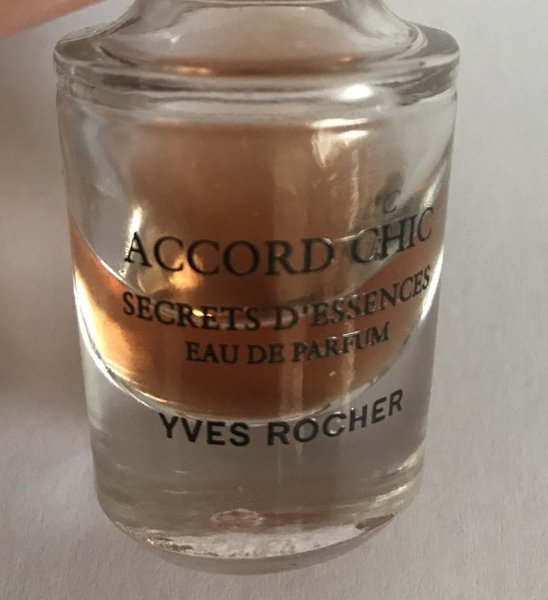 ACCORD CHIC
SECRETS D'ESSENCES
EAU DE PARFUM
YVES ROCHER